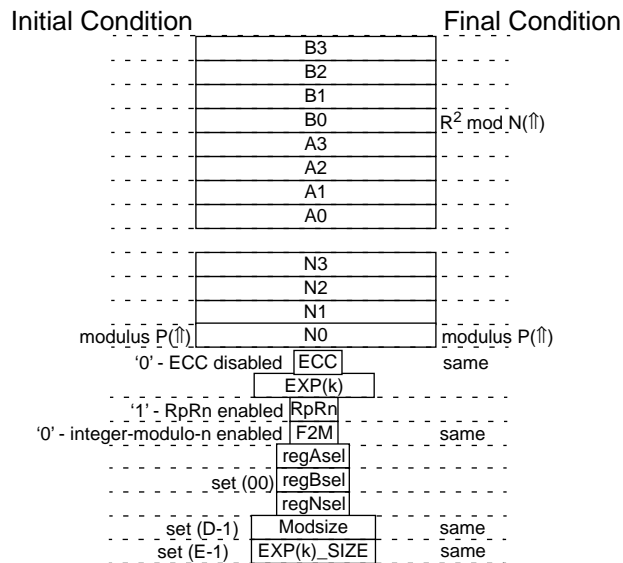 Initial Condition Final Condition
B3
B2
B1
B0 R² mod N(⇑)
A3
A2
A1
A0
N3
N2
N1
modulus P(⇑) N0 modulus P(⇑)
‘0’ - ECC disabled ECC same
EXP(k)
‘1’ - RpRn enabled RpRn
‘0’ - integer-modulo-n enabled F2M same
regAsel
set (00) regBsel
regNsel
set (D-1) Modsize same
set (E-1) EXP(k)_SIZE same